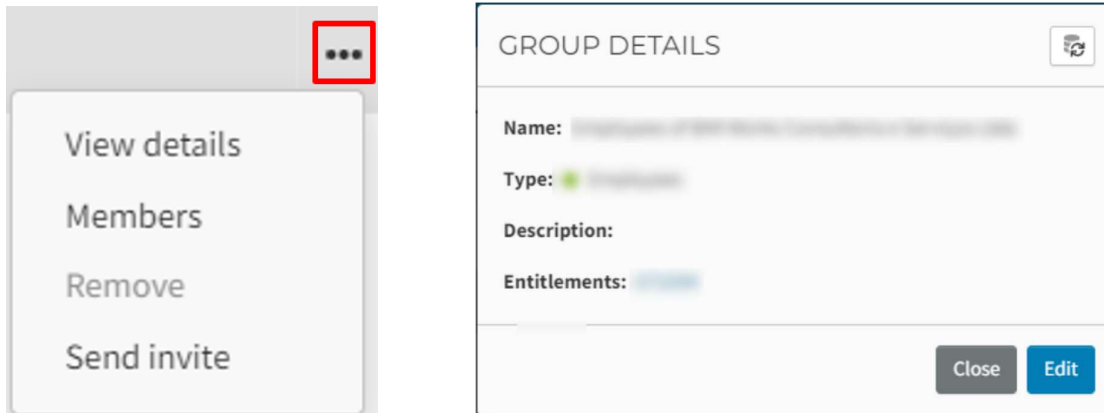 •••
View details
Members
Remove
Send invite
GROUP DETAILS
Name:
Type:
Description:
Entitlements:
Close Edit